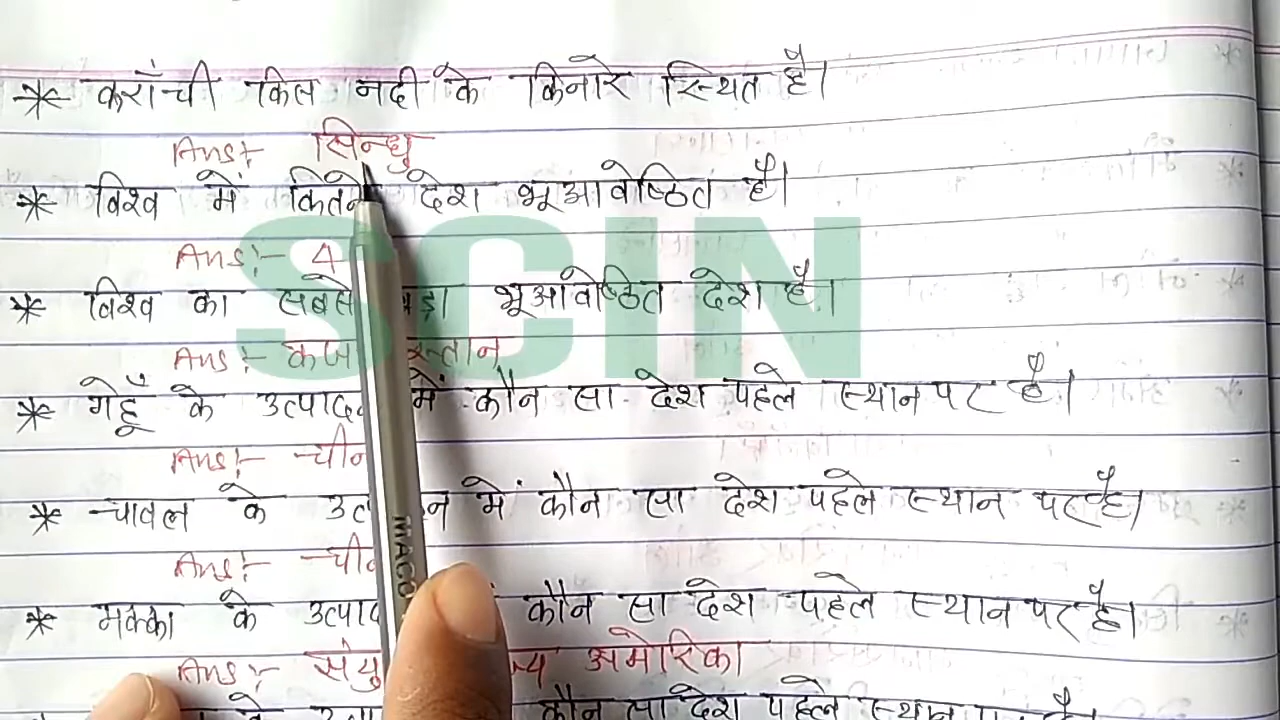 * कराँची कित नदी के किनारे स्थित है।
Ans:- सिन्धु
* विश्व में कितने देश भूआवेष्ठित है।
Ans:- 4
* विश्व का सबसे बड़ा भूआवेष्ठित देश है।
Ans:- कज स्तान
* गेहूँ के उत्पादन में कौन सा देश पहले स्थान पर है।
Ans:- चीन
* चावल के उत्पादन में कौन सा देश पहले स्थान पर है।
Ans:- चीन
* मक्का के उत्पाद कौन सा देश पहले स्थान पर है।
Ans:- संयु ज्य अमेरिका
के कौन सा देश पहले स्थान पर है।
SCIN
MACO